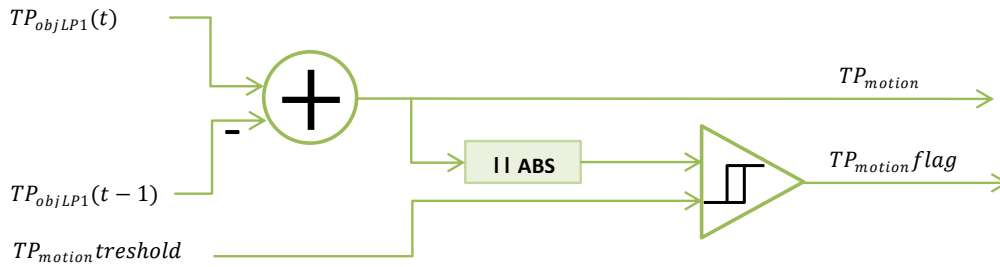 TP_objLP1(t)
TP_motion
-
|| ABS
TP_motion flag
TP_objLP1(t − 1)
TP_motion treshold